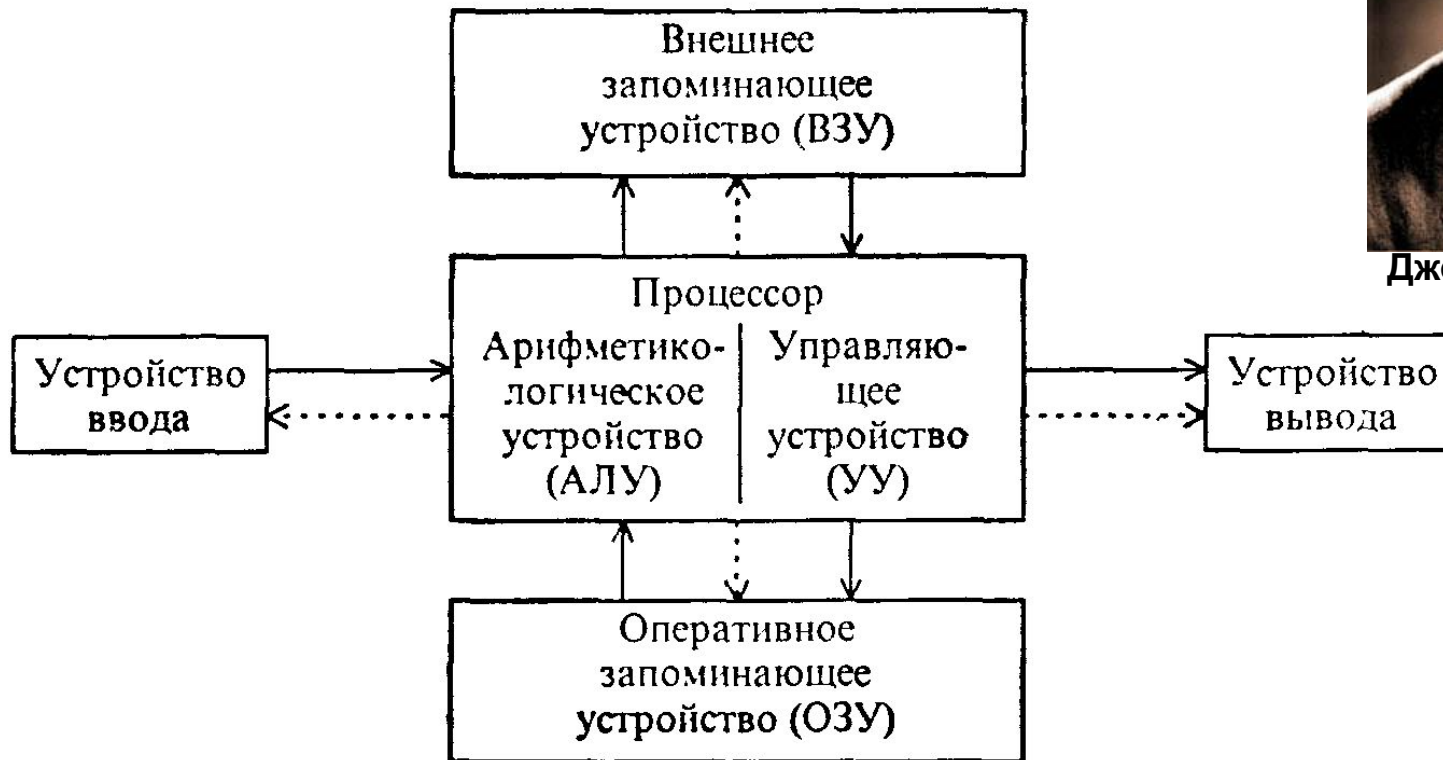 Внешнее
запоминающее
устройство (ВЗУ)
Процессор
Арифметико-
логическое
устройство
(АЛУ)
Управляю-
щее
устройство
(УУ)
Устройство
ввода
Устройство
вывода
Оперативное
запоминающее
устройство (ОЗУ)